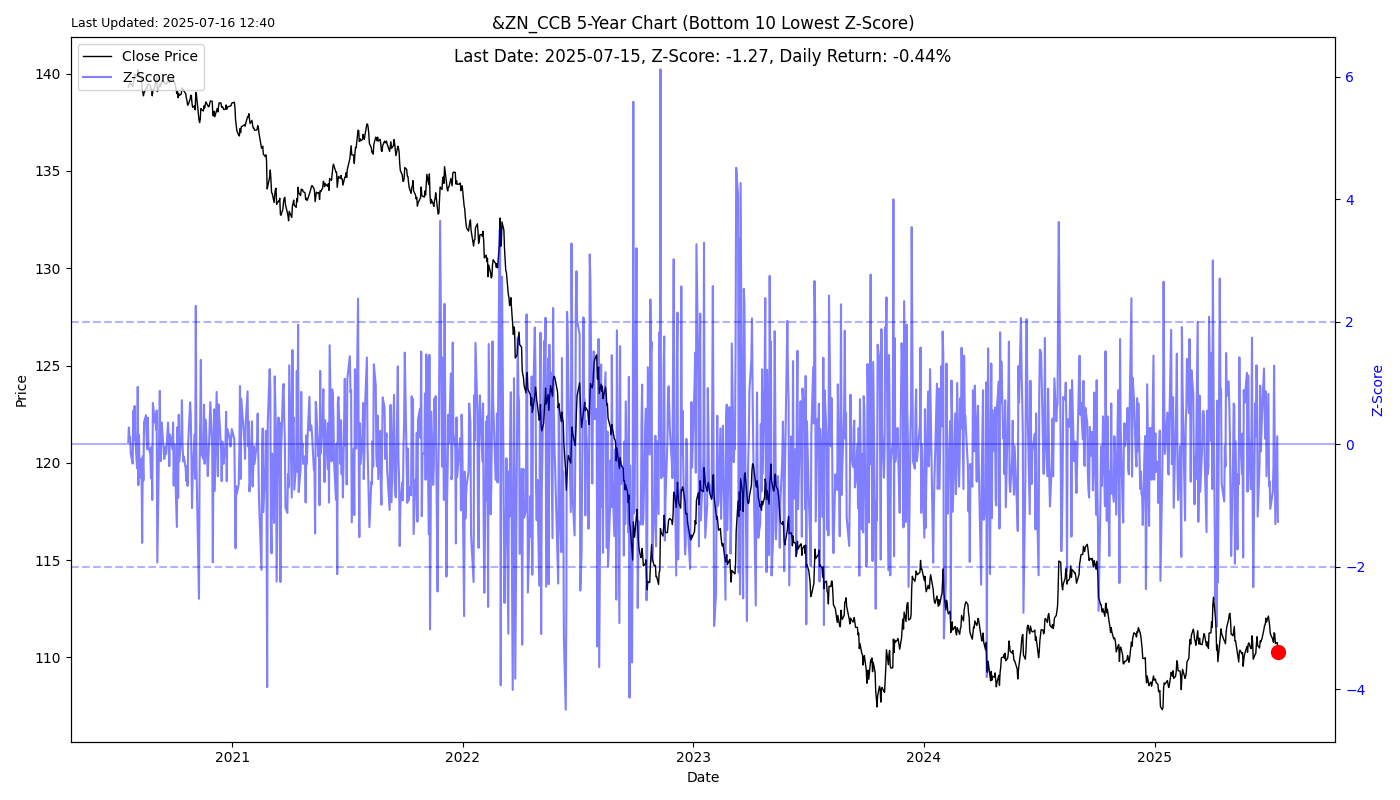 Last Updated: 2025-07-16 12:40
&ZN_CCB 5-Year Chart (Bottom 10 Lowest Z-Score)
Last Date: 2025-07-15, Z-Score: -1.27, Daily Return: -0.44%
Close Price
Z-Score
140
135
130
125
120
115
110
Price
6
4
2
0
−2
−4
Z-Score
2021
2022
2023
2024
2025
Date